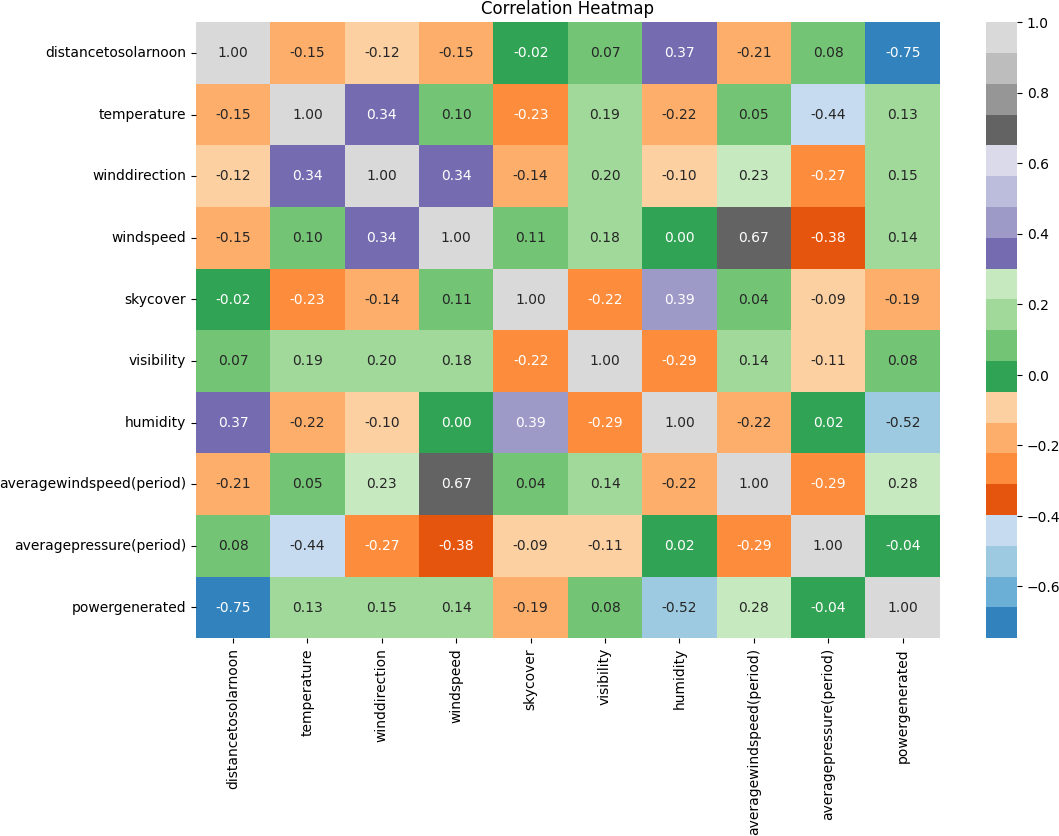 Correlation Heatmap
distancetosolarnoon 1.00 -0.15 -0.12 -0.15 -0.02 0.07 0.37 -0.21 0.08 -0.75
temperature -0.15 1.00 0.34 0.10 -0.23 0.19 -0.22 0.05 -0.44 0.13
winddirection -0.12 0.34 1.00 0.34 -0.14 0.20 -0.10 0.23 -0.27 0.15
windspeed -0.15 0.10 0.34 1.00 0.11 0.18 0.00 0.67 -0.38 0.14
skycover -0.02 -0.23 -0.14 0.11 1.00 -0.22 0.39 0.04 -0.09 -0.19
visibility 0.07 0.19 0.20 0.18 -0.22 1.00 -0.29 0.14 -0.11 0.08
humidity 0.37 -0.22 -0.10 0.00 0.39 -0.29 1.00 -0.22 0.02 -0.52
averagewindspeed(period) -0.21 0.05 0.23 0.67 0.04 0.14 -0.22 1.00 -0.29 0.28
averagepressure(period) 0.08 -0.44 -0.27 -0.38 -0.09 -0.11 0.02 -0.29 1.00 -0.04
powergenerated -0.75 0.13 0.15 0.14 -0.19 0.08 -0.52 0.28 -0.04 1.00
distancetosolarnoon
temperature
winddirection
windspeed
skycover
visibility
humidity
averagewindspeed(period)
averagepressure(period)
powergenerated
1.0
0.8
0.6
0.4
0.2
0.0
−0.2
−0.4
−0.6